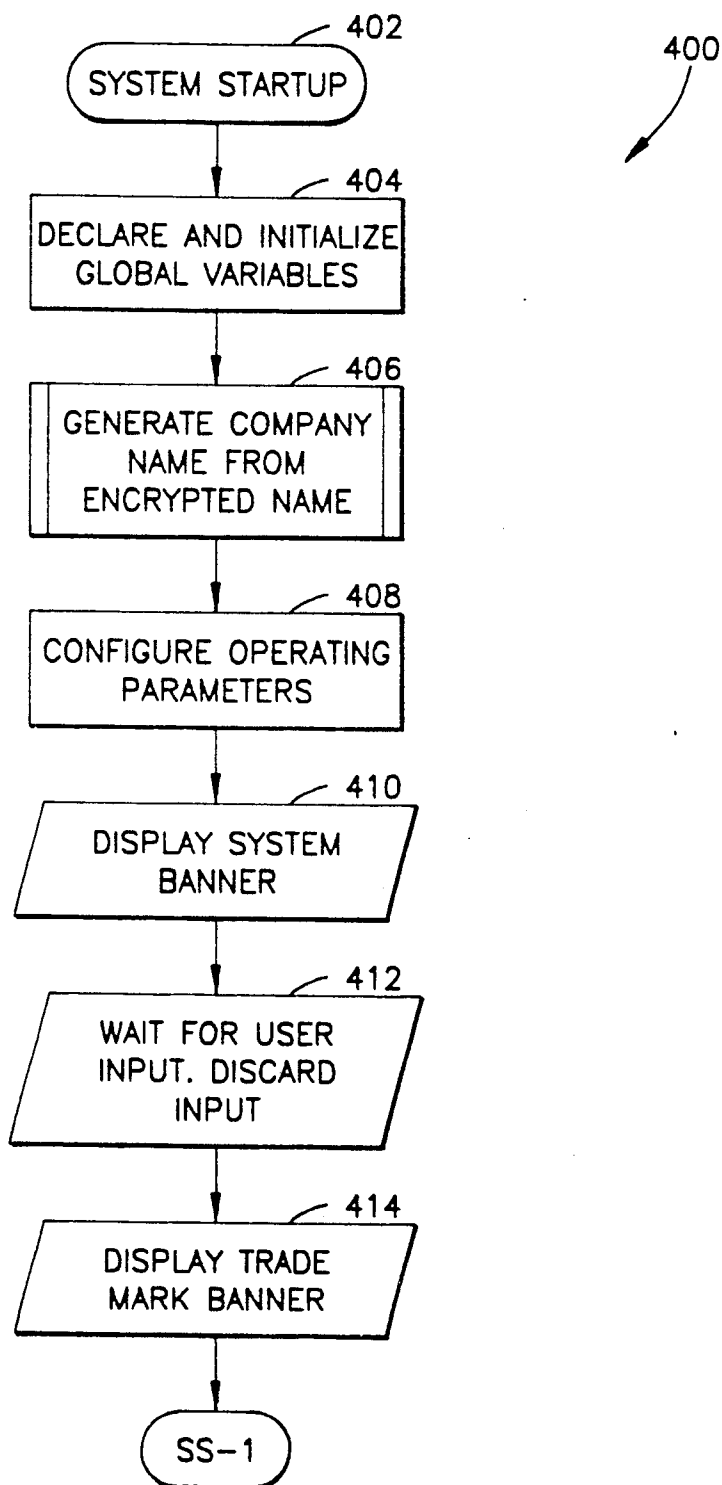 402
400
SYSTEM STARTUP
404
DECLARE AND INITIALIZE
GLOBAL VARIABLES
406
GENERATE COMPANY
NAME FROM
ENCRYPTED NAME
408
CONFIGURE OPERATING
PARAMETERS
410
DISPLAY SYSTEM
BANNER
412
WAIT FOR USER
INPUT. DISCARD
INPUT
414
DISPLAY TRADE
MARK BANNER
SS-1